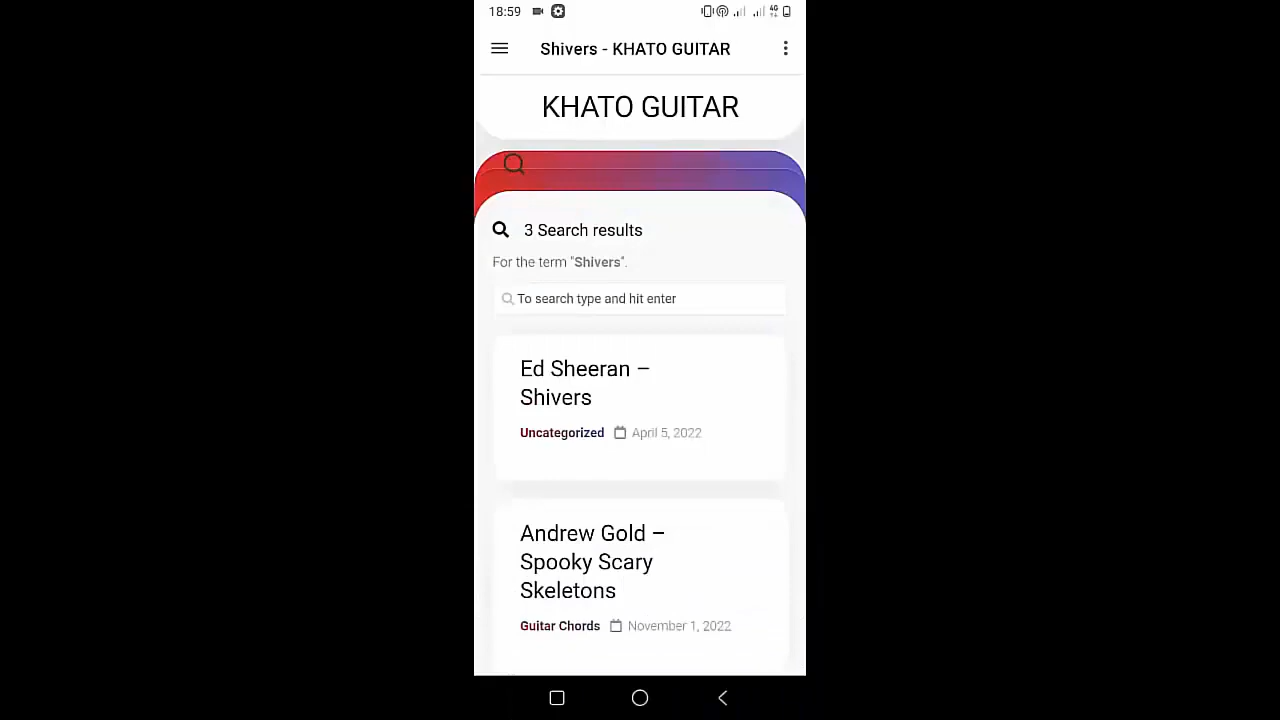 18:59
4G
Shivers - KHATO GUITAR
KHATO GUITAR
3 Search results
For the term "Shivers".
To search type and hit enter
Ed Sheeran –
Shivers
Uncategorized April 5, 2022
Andrew Gold –
Spooky Scary
Skeletons
Guitar Chords November 1, 2022